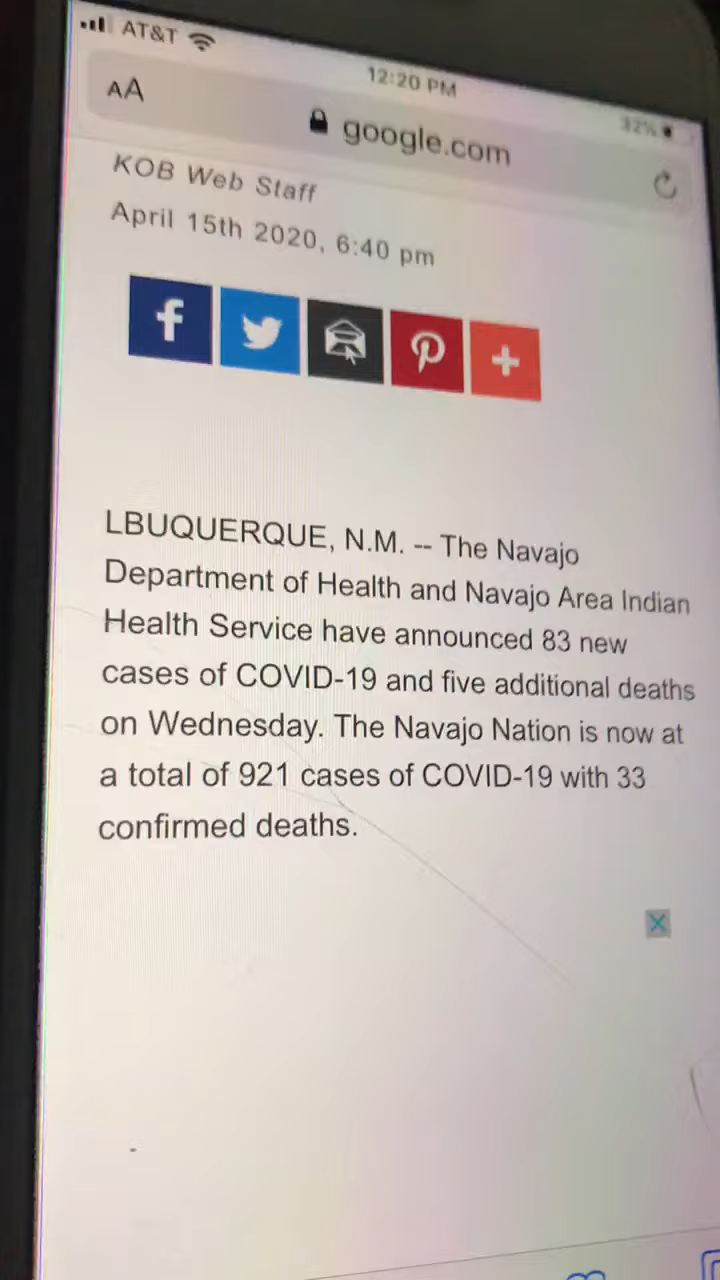 AT&T
12:20 PM
32%
AA
google.com
KOB Web Staff
April 15th 2020, 6:40 pm
f
+
LBUQUERQUE, N.M. -- The Navajo
Department of Health and Navajo Area Indian
Health Service have announced 83 new
cases of COVID-19 and five additional deaths
on Wednesday. The Navajo Nation is now at
a total of 921 cases of COVID-19 with 33
confirmed deaths.